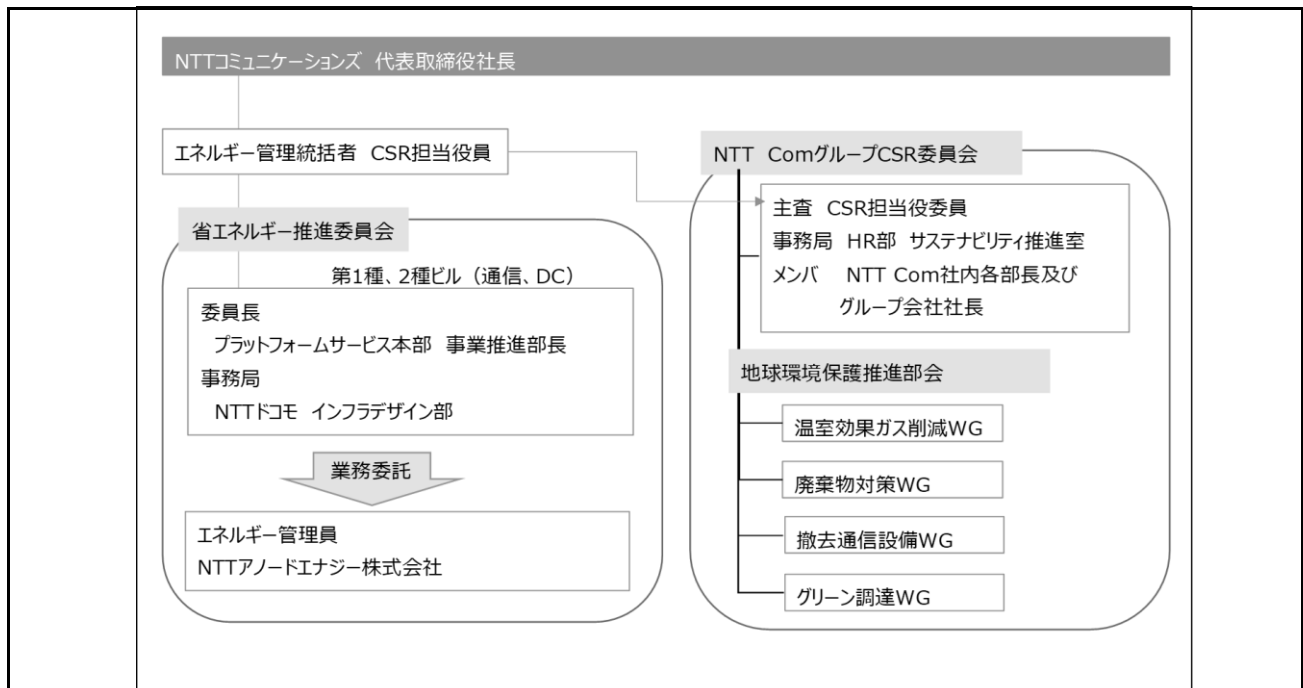 NTTコミュニケーションズ 代表取締役社長
エネルギー管理統括者 CSR担当役員
省エネルギー推進委員会
第1種、2種ビル（通信、DC）
委員長
プラットフォームサービス本部 事業推進部長
事務局
NTTドコモ インフラデザイン部
業務委託
エネルギー管理員
NTTアノードエナジー株式会社
NTT ComグループCSR委員会
主査 CSR担当役委員
事務局 HR部 サステナビリティ推進室
メンバ NTT Com社内各部長及び
グループ会社社長
地球環境保護推進部会
温室効果ガス削減WG
廃棄物対策WG
撤去通信設備WG
グリーン調達WG